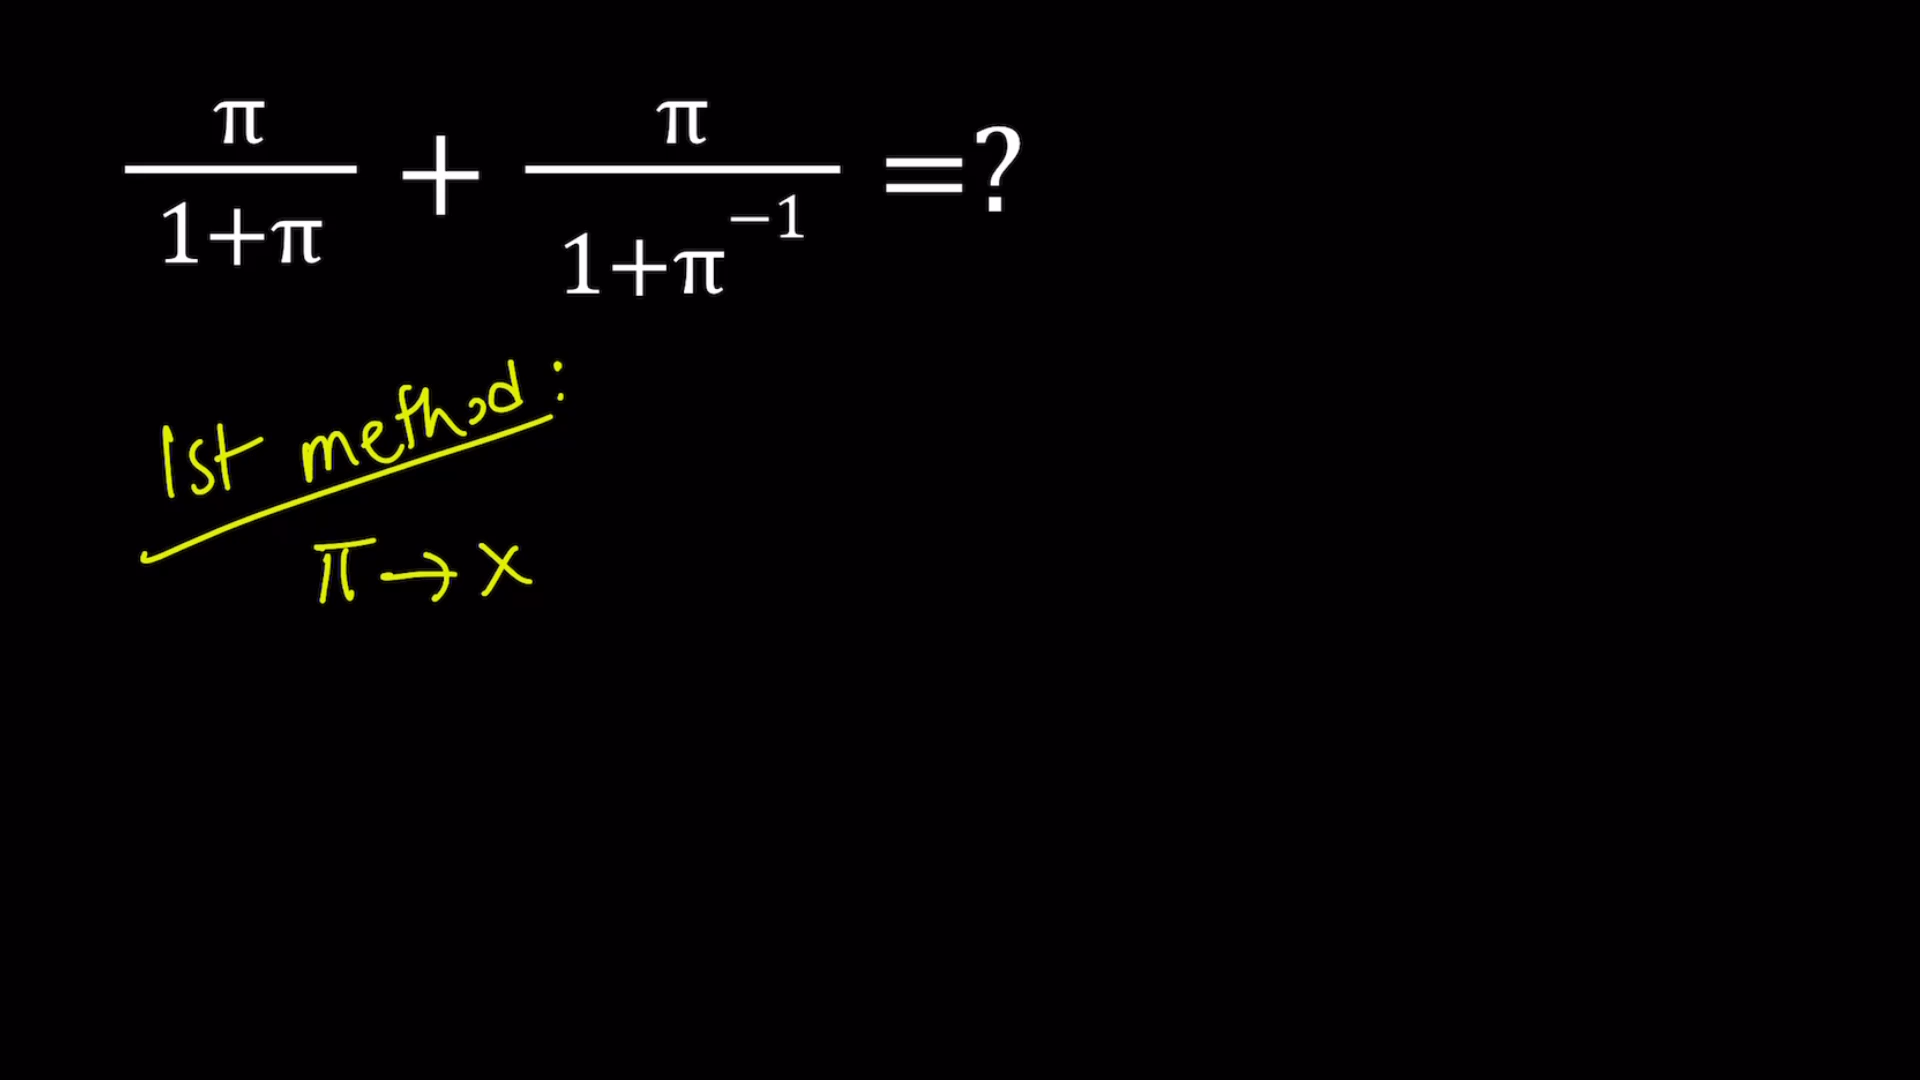 π/(1+π) + π/(1+π⁻¹) =?
1st method:
π→x